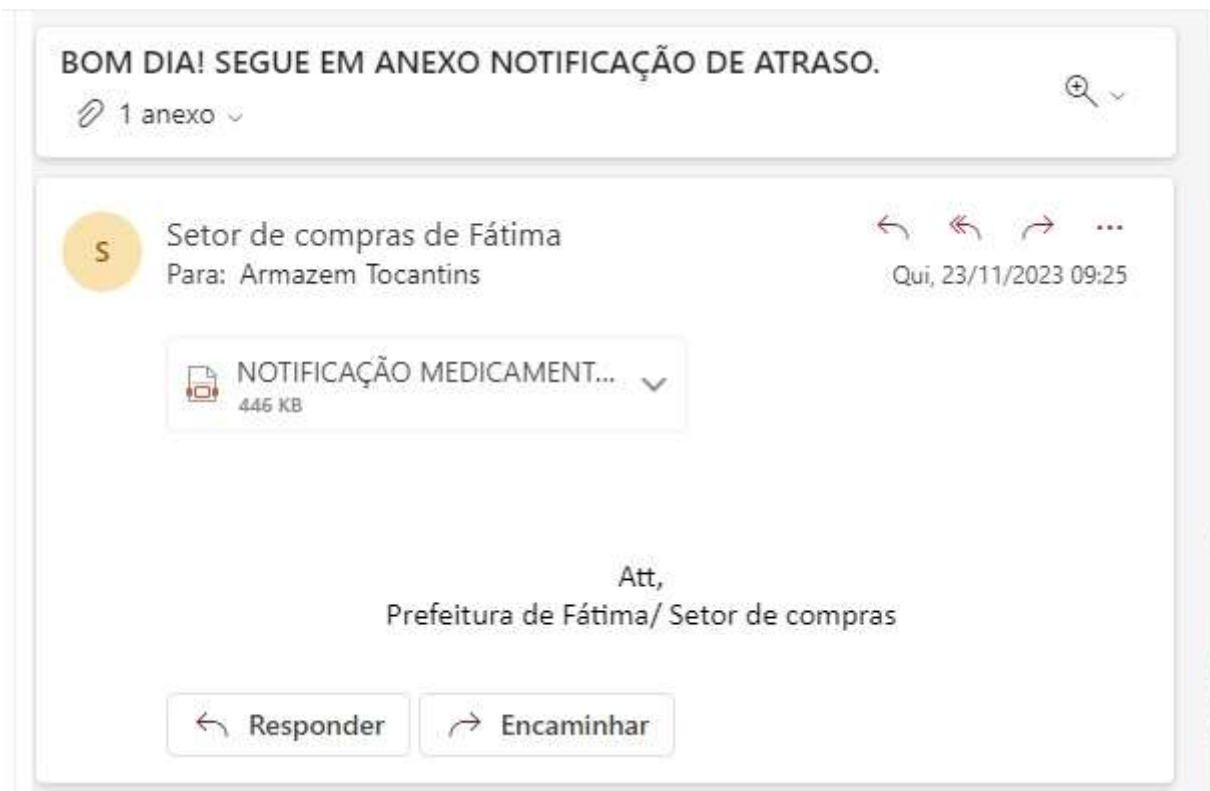 BOM DIA! SEGUE EM ANEXO NOTIFICAÇÃO DE ATRASO.
1 anexo
S
Setor de compras de Fátima
Para: Armazem Tocantins
Qui, 23/11/2023 09:25
NOTIFICAÇÃO MEDICAMENT...
446 KB
Att,
Prefeitura de Fátima/ Setor de compras
Responder
Encaminhar